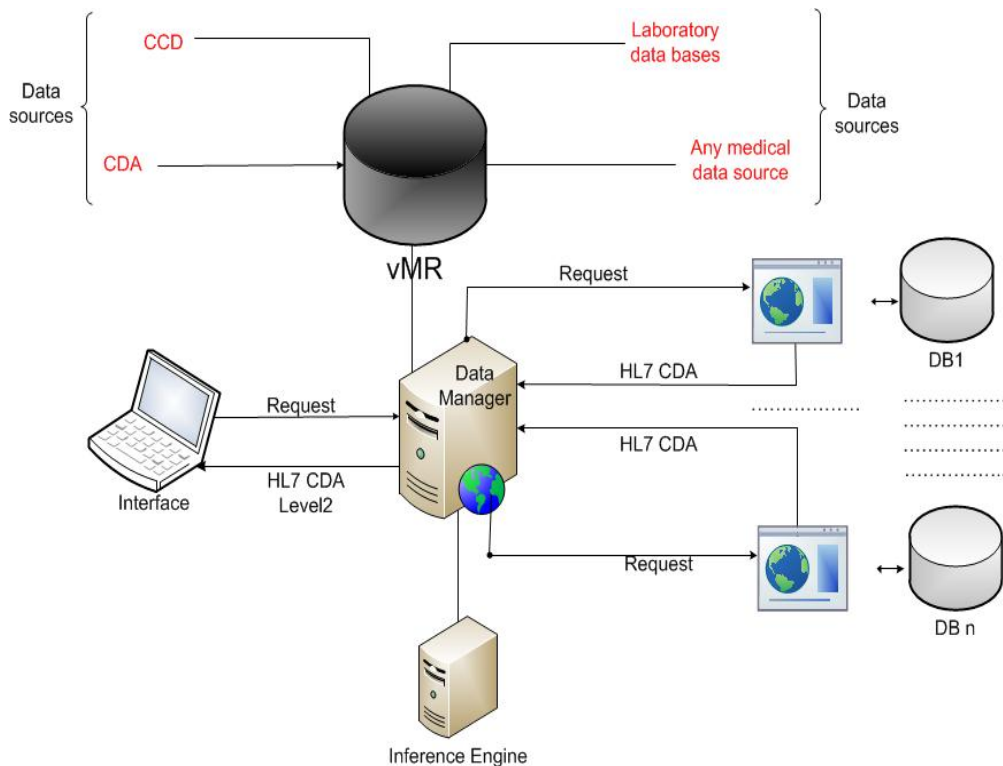 CCD
Laboratory
data bases
Data
sources
Data
sources
CDA
Any medical
data source
vMR
Request
DB1
Data
Manager
HL7 CDA
Request
HL7 CDA
HL7 CDA
Level2
Interface
Request
DB n
Inference Engine